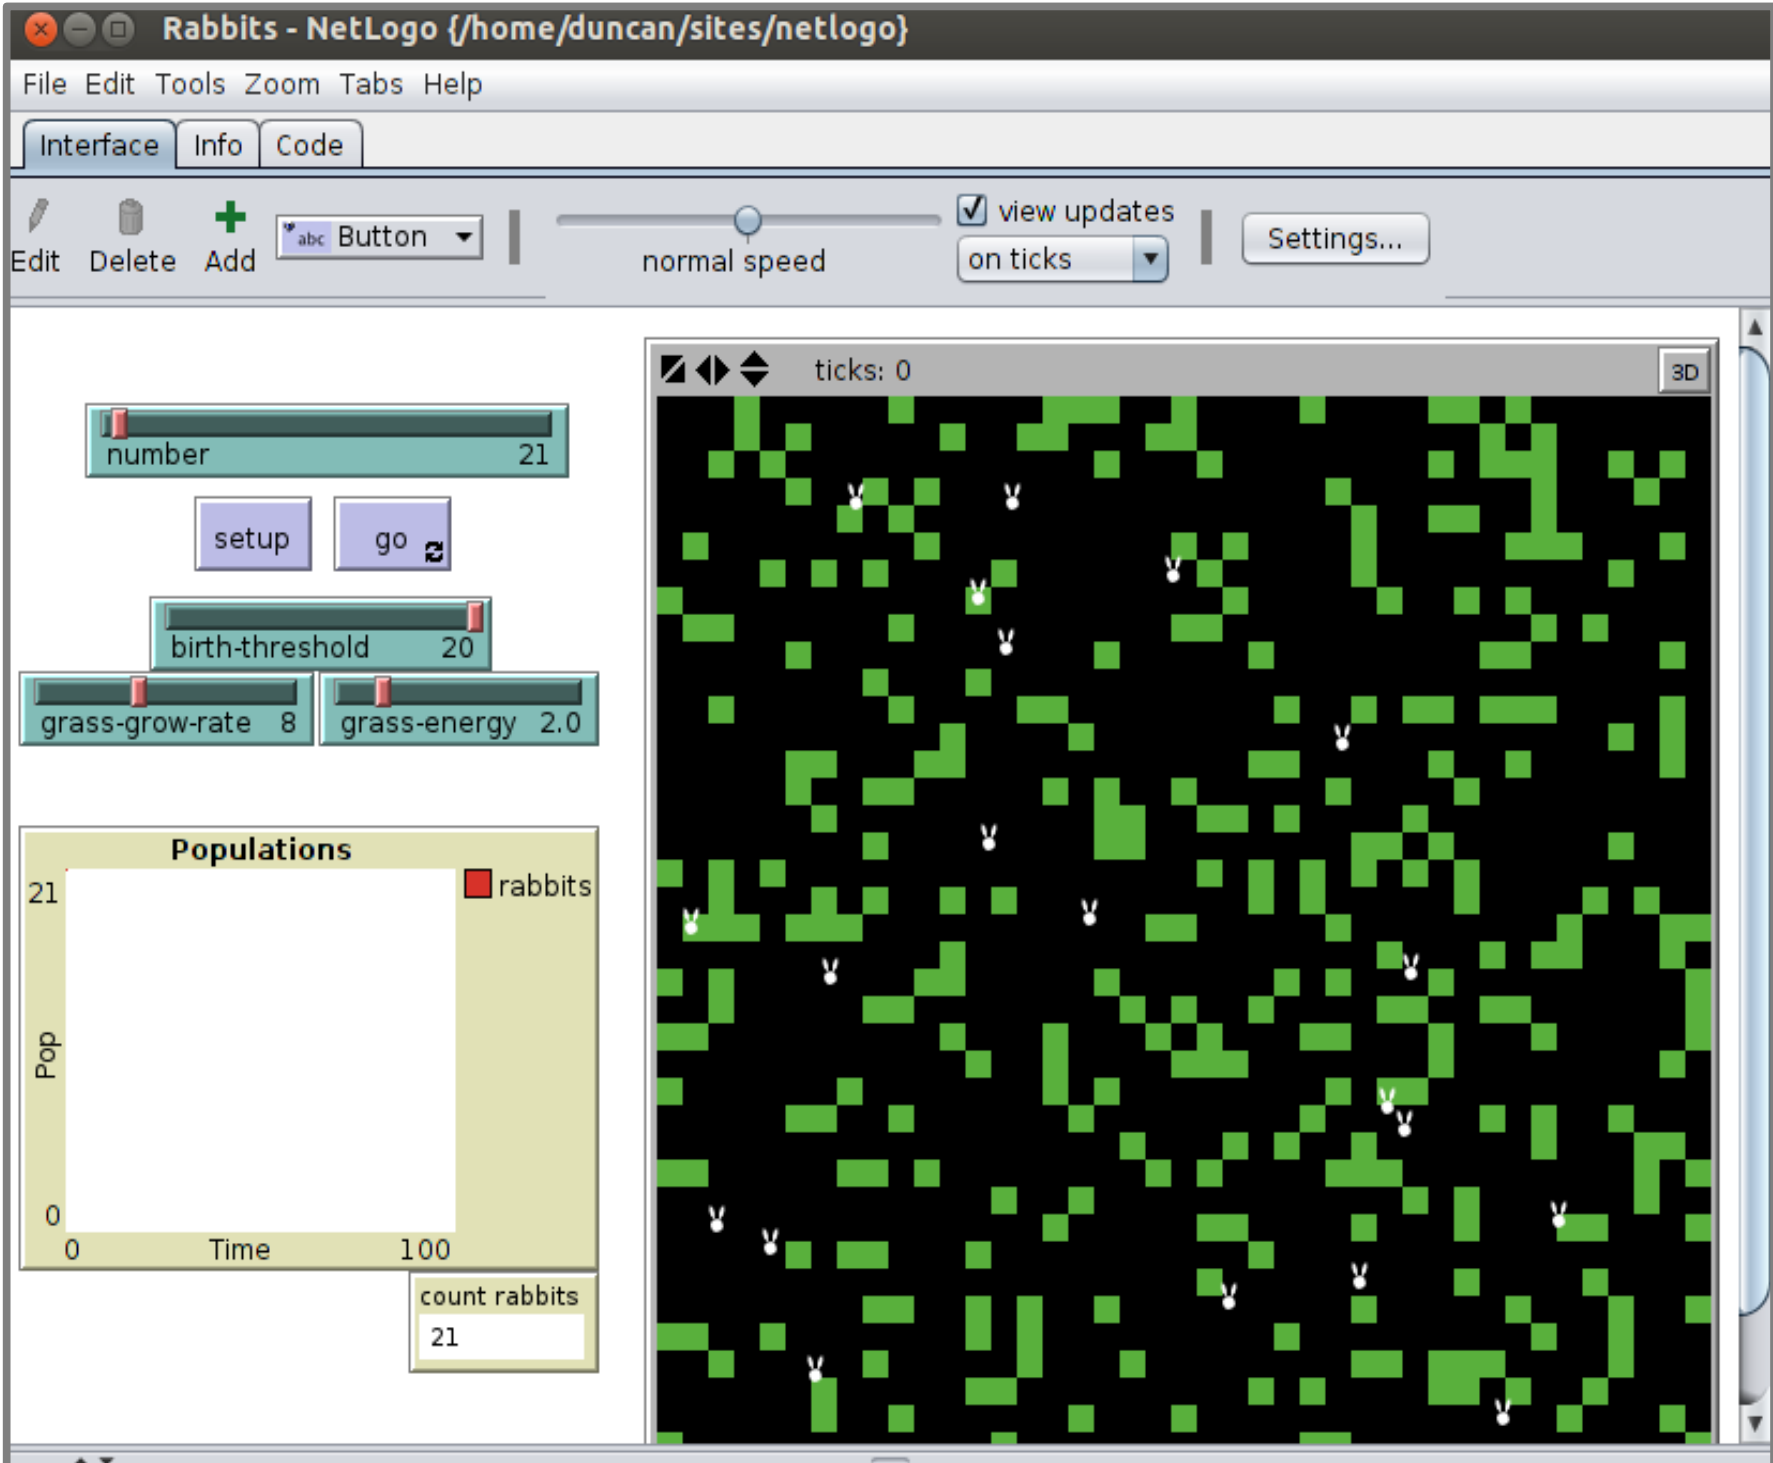 Rabbits - NetLogo {/home/duncan/sites/netlogo}
File Edit Tools Zoom Tabs Help
Interface Info Code
Edit Delete Add abc Button normal speed view updates on ticks Settings...
ticks: 0 3D
number 21
setup go
birth-threshold 20
grass-grow-rate 8 grass-energy 2.0
Populations
21 rabbits
Pop
0
0 Time 100
count rabbits
21